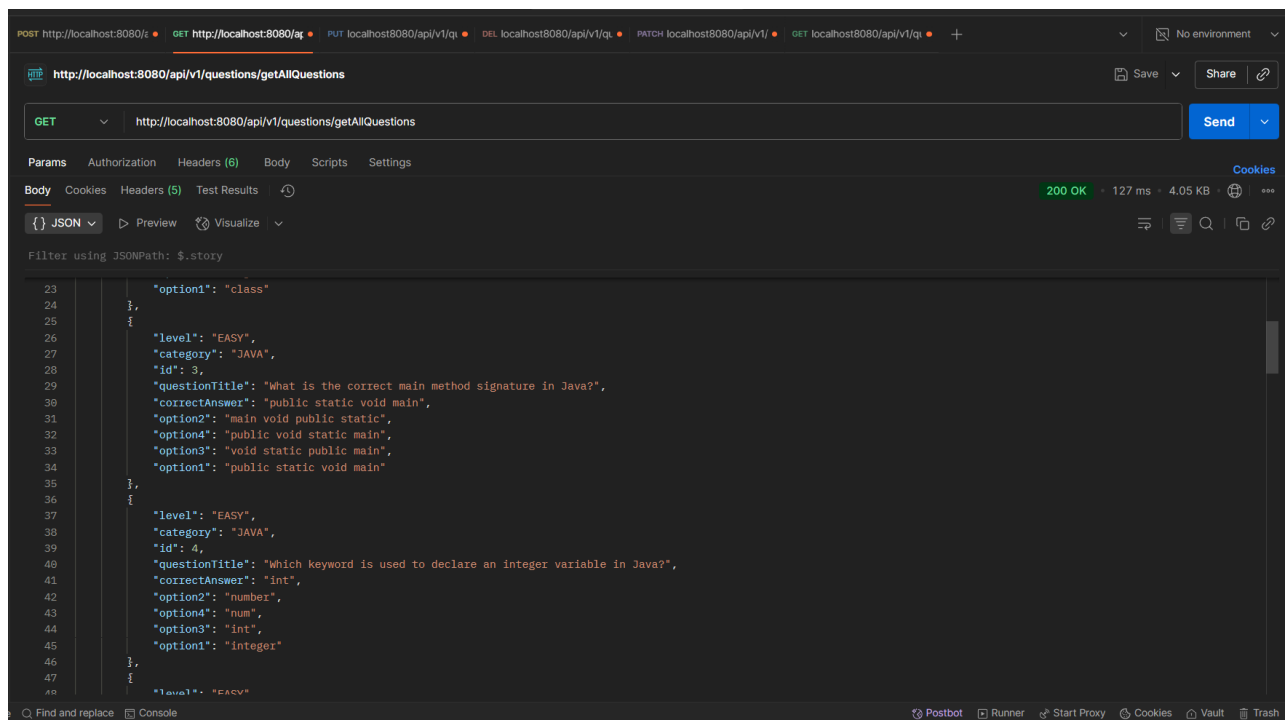 POST http://localhost:8080/a GET http://localhost:8080/ap PUT localhost8080/api/v1/qu DEL localhost8080/api/v1/qu. PATCH localhost8080/api/v1/ GET localhost8080/api/v1/qu + No environment
HTTP http://localhost:8080/api/v1/questions/getAllQuestions Save Share
GET http://localhost:8080/api/v1/questions/getAllQuestions Send
Params Authorization Headers (6) Body Scripts Settings Cookies
Body Cookies Headers (5) Test Results 200 OK • 127 ms • 4.05 KB
{} JSON Preview Visualize
Filter using JSONPath: $.story
23 "option1": "class"
24 },
25 {
26 "level": "EASY",
27 "category": "JAVA",
28 "id": 3,
29 "questionTitle": "What is the correct main method signature in Java?",
30 "correctAnswer": "public static void main",
31 "option2": "main void public static",
32 "option4": "public void static main",
33 "option3": "void static public main",
34 "option1": "public static void main"
35 },
36 {
37 "level": "EASY",
38 "category": "JAVA",
39 "id": 4,
40 "questionTitle": "Which keyword is used to declare an integer variable in Java?",
41 "correctAnswer": "int",
42 "option2": "number",
43 "option4": "num",
44 "option3": "int",
45 "option1": "integer"
46 },
47 {
48 "level": "EASY"
Find and replace Console Postbot Runner Start Proxy Cookies Vault Trash